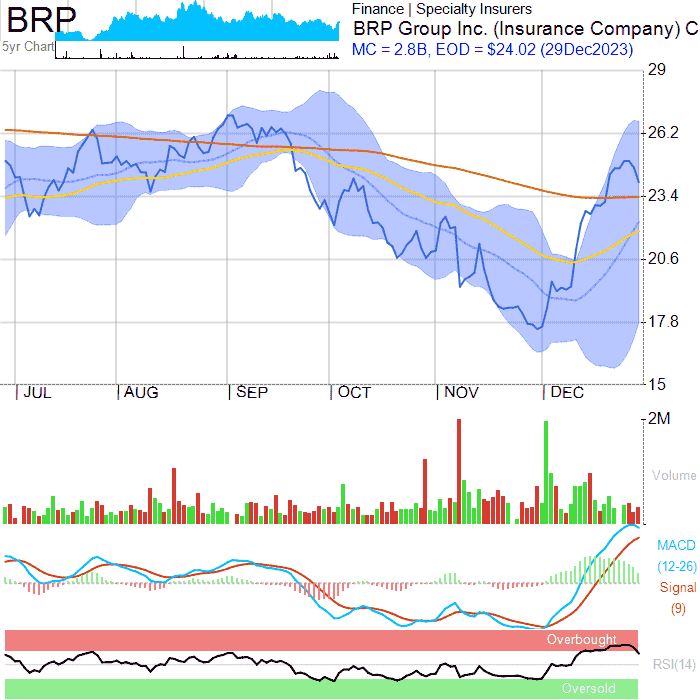 BRP
5yr Chart
Finance | Specialty Insurers
BRP Group Inc. (Insurance Company) C
MC = 2.8B, EOD = $24.02 (29Dec2023)
29
26.2
23.4
20.6
17.8
15
JUL AUG SEP OCT NOV DEC
2M
Volume
MACD
(12-26)
Signal
(9)
Overbought
RSI(14)
Oversold